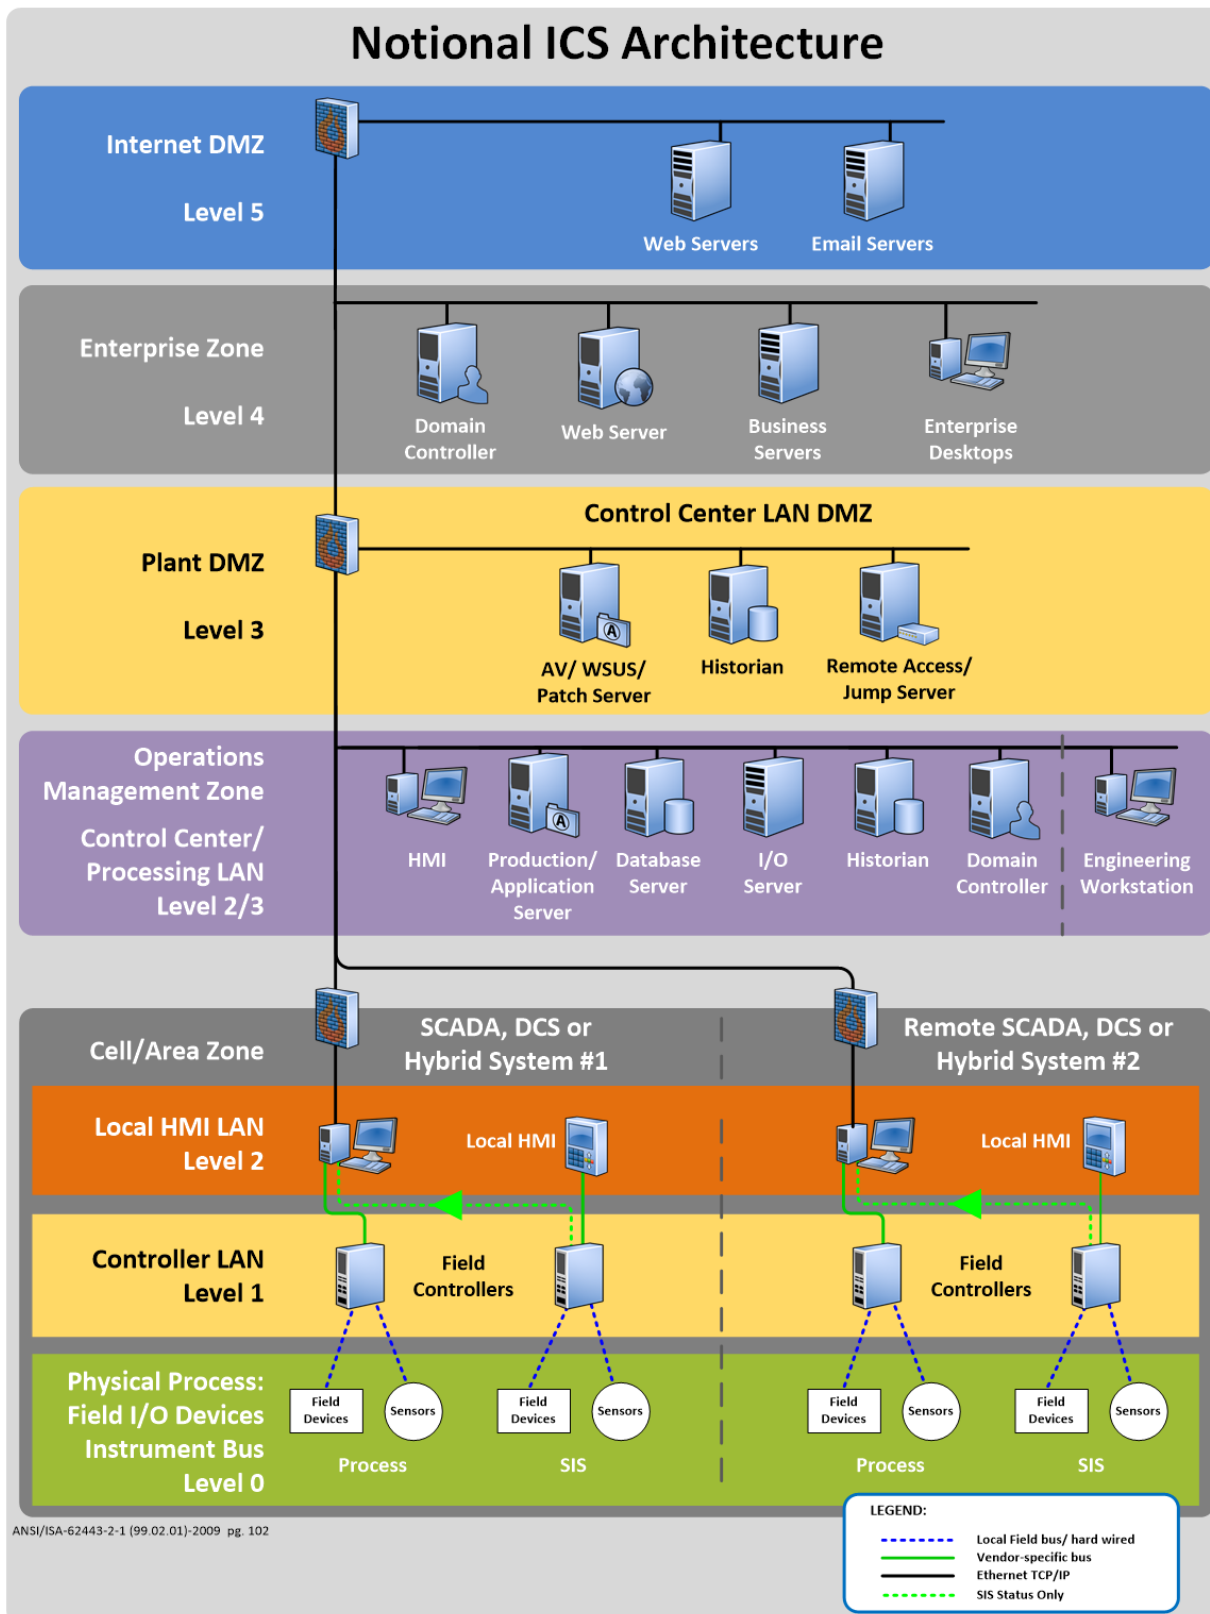 Notional ICS Architecture
Internet DMZ
Level 5
Web Servers
Email Servers
Enterprise Zone
Level 4
Domain
Controller
Web Server
Business
Servers
Enterprise
Desktops
Control Center LAN DMZ
Plant DMZ
Level 3
A
AV/ WSUS/
Patch Server
Historian
Remote Access/
Jump Server
Operations
Management Zone
Control Center/
Processing LAN
Level 2/3
A
HMI
Production/
Application
Server
Database
Server
I/O
Server
Historian
Domain
Controller
Engineering
Workstation
Cell/Area Zone
SCADA, DCS or
Hybrid System #1
Remote SCADA, DCS or
Hybrid System #2
Local HMI LAN
Level 2
Local HMI
Local HMI
Controller LAN
Level 1
Field
Controllers
Field
Controllers
Physical Process:
Field I/O Devices
Instrument Bus
Level 0
Field
Devices
Sensors
Process
Field
Devices
Sensors
SIS
Field
Devices
Sensors
Process
Field
Devices
Sensors
SIS
ANSI/ISA-62443-2-1 (99.02.01)-2009 pg. 102
LEGEND:
Local Field bus/ hard wired
Vendor-specific bus
Ethernet TCP/IP
SIS Status Only